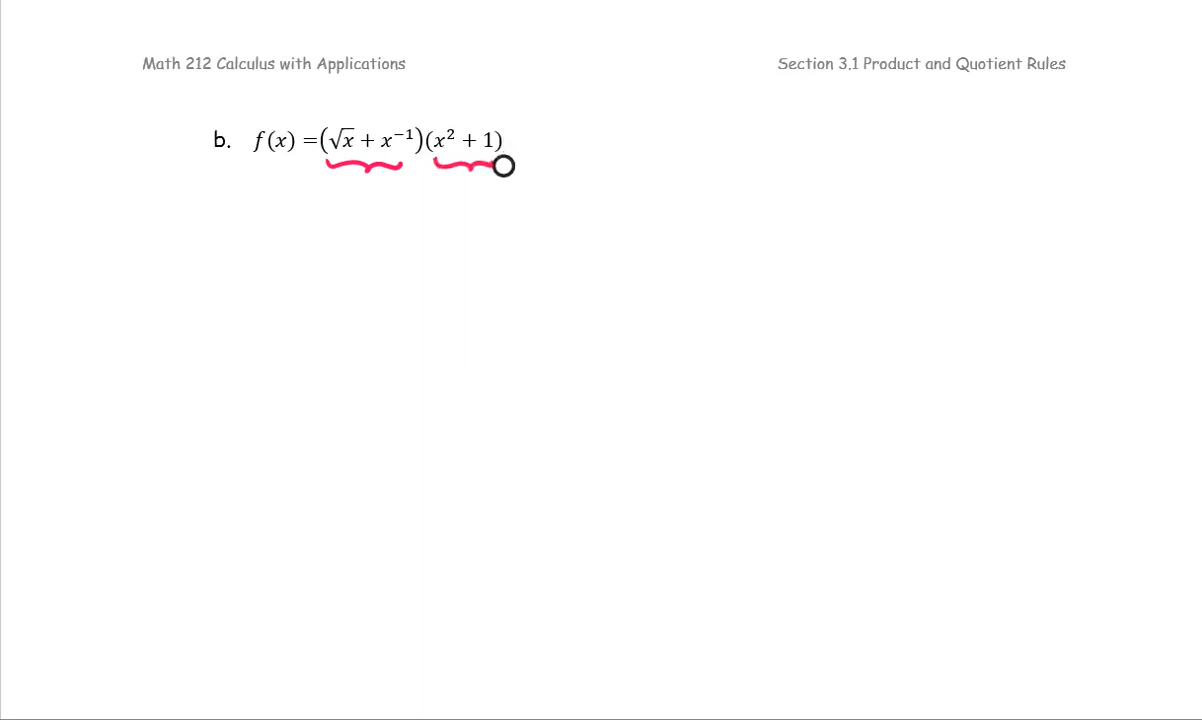 Math 212 Calculus with Applications
Section 3.1 Product and Quotient Rules
b. f(x) =(√x + x⁻¹)(x² + 1)